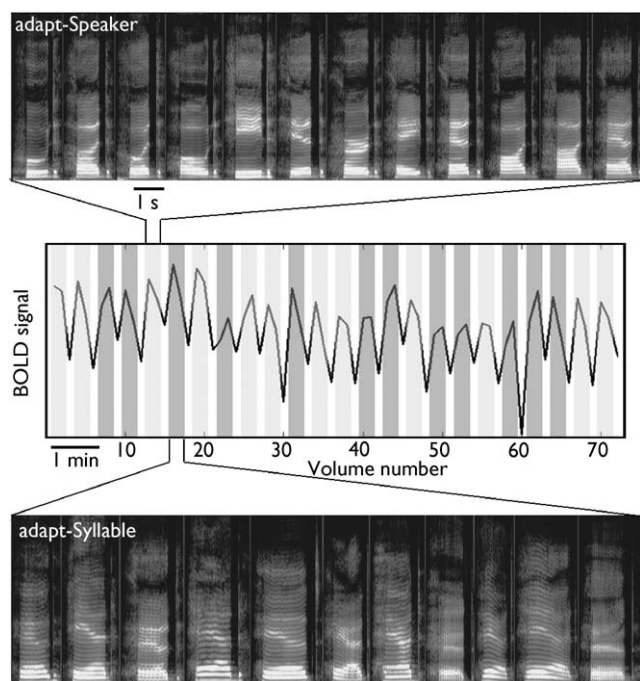 adapt-Speaker
1 s
BOLD signal
10 20 30 40 50 60 70
1 min
Volume number
adapt-Syllable